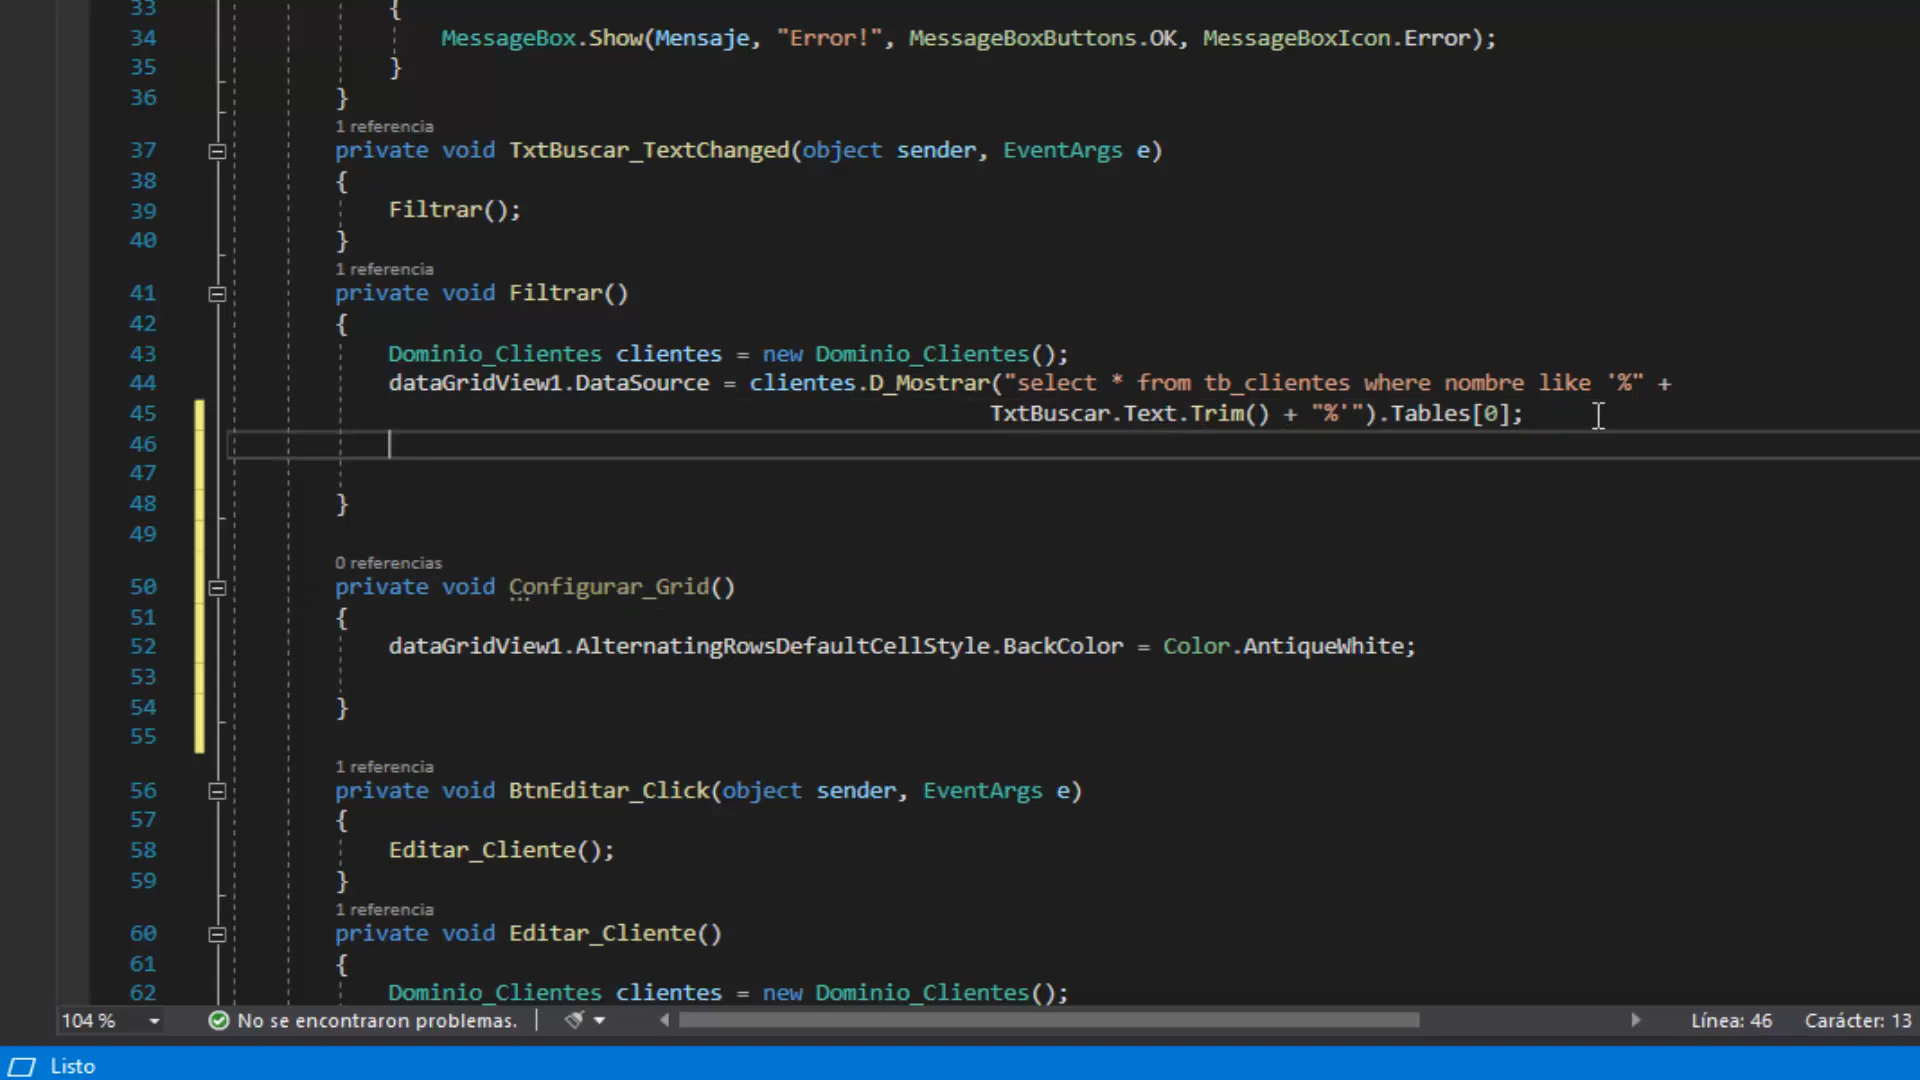 33 {
34 MessageBox.Show(Mensaje, "Error!", MessageBoxButtons.OK, MessageBoxIcon.Error);
35 }
36 }
1 referencia
37 private void TxtBuscar_TextChanged(object sender, EventArgs e)
38 {
39 Filtrar();
40 }
1 referencia
41 private void Filtrar()
42 {
43 Dominio_Clientes clientes = new Dominio_Clientes();
44 dataGridView1.DataSource = clientes.D_Mostrar("select * from tb_clientes where nombre like '%" +
45 TxtBuscar.Text.Trim() + "%'").Tables[0];
46
47
48 }
49
0 referencias
50 private void Configurar_Grid()
51 {
52 dataGridView1.AlternatingRowsDefaultCellStyle.BackColor = Color.AntiqueWhite;
53
54 }
55
1 referencia
56 private void BtnEditar_Click(object sender, EventArgs e)
57 {
58 Editar_Cliente();
59 }
1 referencia
60 private void Editar_Cliente()
61 {
62 Dominio_Clientes clientes = new Dominio_Clientes();
104 % No se encontraron problemas. Línea: 46 Carácter: 13
Listo